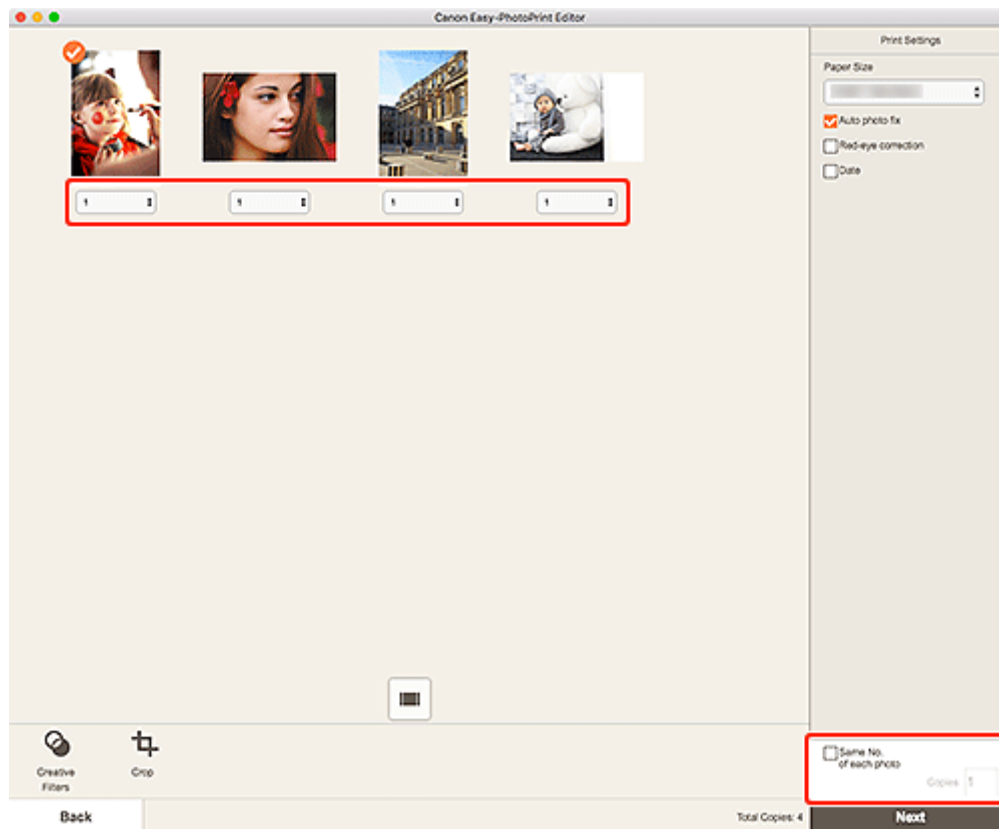 Canon Easy-PhotoPrint Editor
Print Settings
Paper Size
Auto photo fix
Red-eye correction
Date
1
1
1
1
Creative
Filters
Crop
Same No.
of each photo
Copies
Back
Total Copies: 4
Next